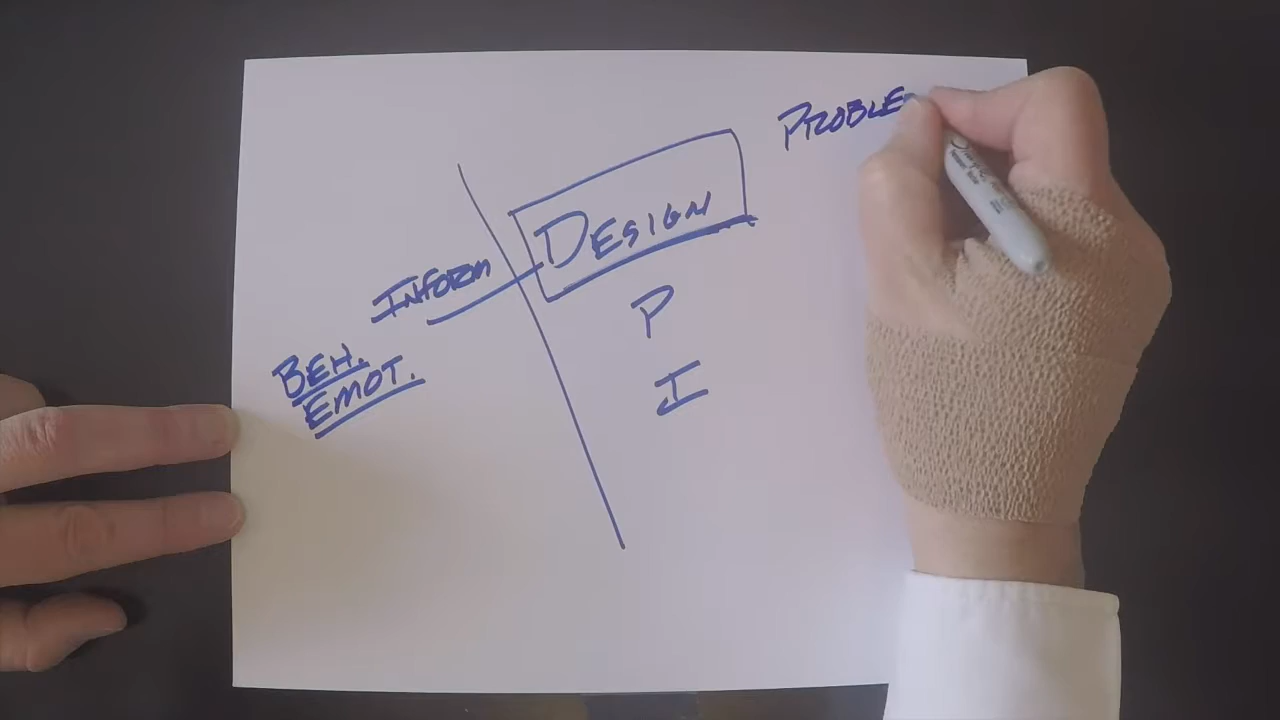 PROBLE
DESIGN
INFORM
P
BEH.
EMOT.
I